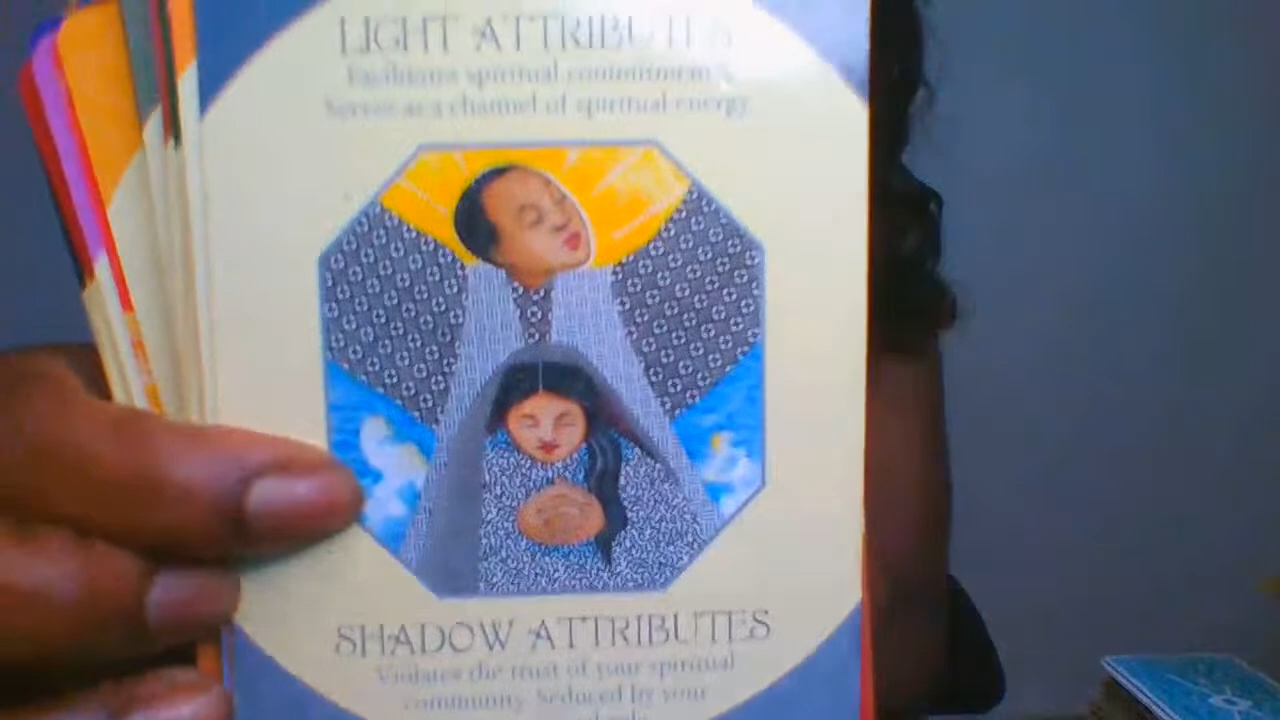 LIGHT ATTRIBUTES
Facilitates spiritual commitment
Serves as a channel of spiritual energy
SHADOW ATTRIBUTES
Violates the trust of your spiritual
community. Seduced by your